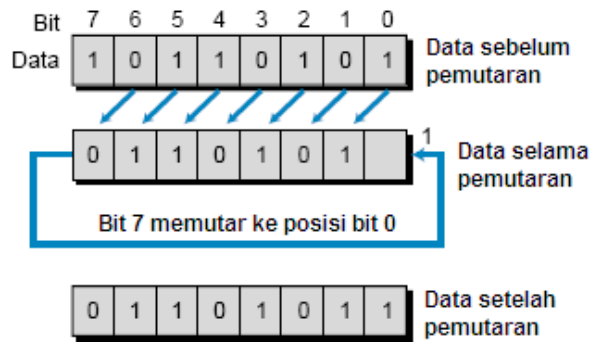 Bit 7 6 5 4 3 2 1 0
Data 1 0 1 1 0 1 0 1 Data sebelum
pemutaran
0 1 1 0 1 0 1 1 Data selama
pemutaran
Bit 7 memutar ke posisi bit 0
0 1 1 0 1 0 1 1 Data setelah
pemutaran